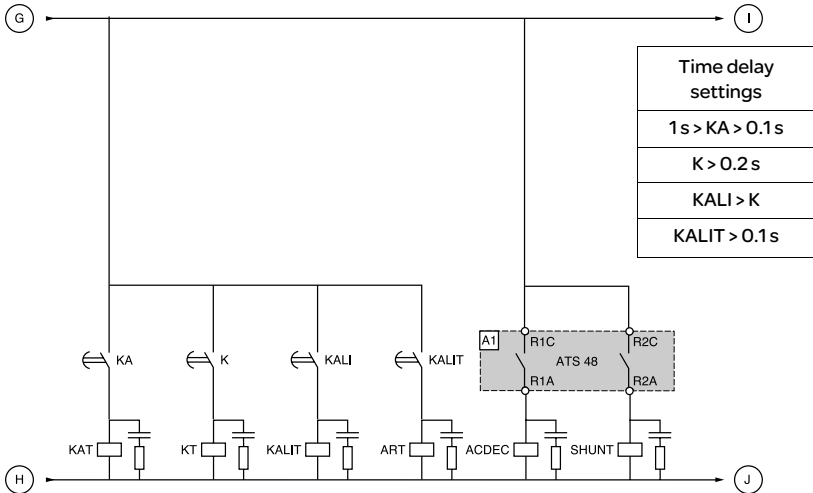 G
I
Time delay
settings
1 s > KA > 0.1 s
K > 0.2 s
KALI > K
KALIT > 0.1 s
KA
K
KALI
KALIT
A1
R1C
R2C
ATS 48
R1A
R2A
KAT
KT
KALIT
ART
ACDEC
SHUNT
H
J